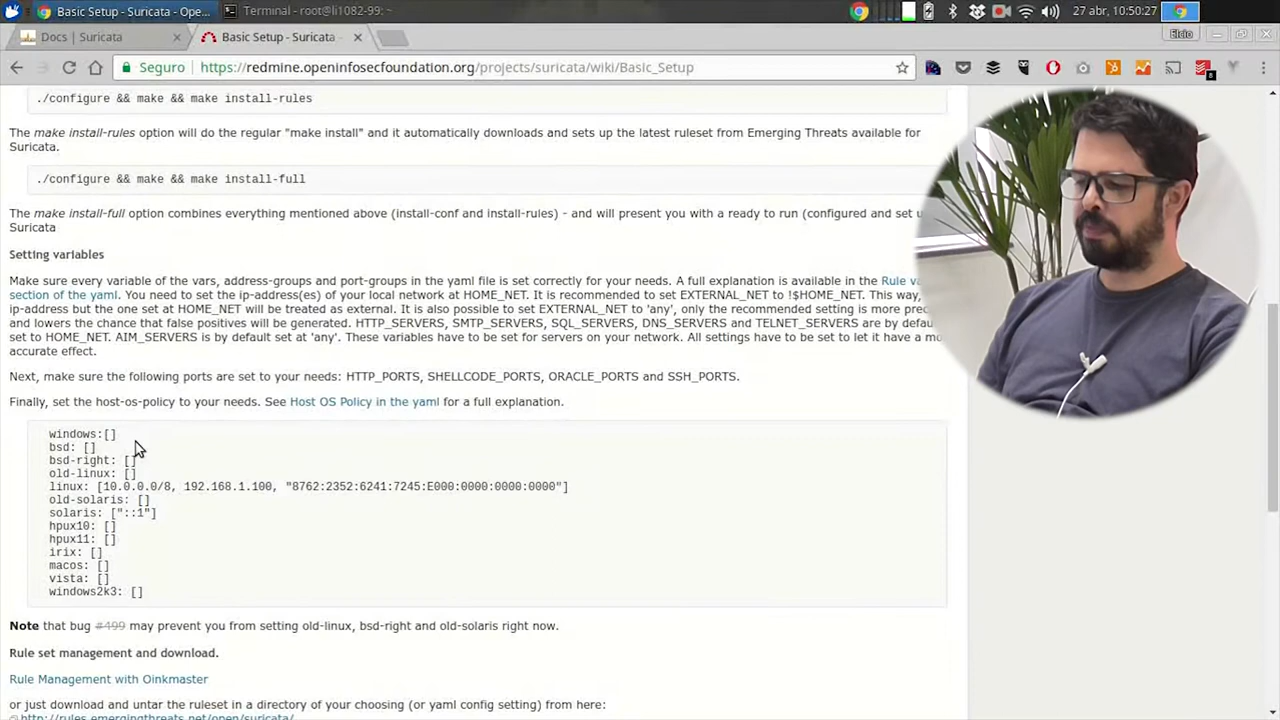 Basic Setup - Suricata - Ope...
Terminal - root@li1082-99: ~
27 abr, 10:50:27
Docs | Suricata
Basic Setup - Suricata
Elcio
Seguro
https://redmine.openinfosecfoundation.org/projects/suricata/wiki/Basic_Setup
8
./configure && make && make install-rules
The make install-rules option will do the regular "make install" and it automatically downloads and sets up the latest ruleset from Emerging Threats available for
Suricata.
./configure && make && make install-full
The make install-full option combines everything mentioned above (install-conf and install-rules) - and will present you with a ready to run (configured and set u
Suricata
Setting variables
Make sure every variable of the vars, address-groups and port-groups in the yaml file is set correctly for your needs. A full explanation is available in the Rule va
section of the yaml. You need to set the ip-address(es) of your local network at HOME_NET. It is recommended to set EXTERNAL_NET to !$HOME_NET. This way,
ip-address but the one set at HOME_NET will be treated as external. It is also possible to set EXTERNAL_NET to 'any', only the recommended setting is more prec
and lowers the chance that false positives will be generated. HTTP_SERVERS, SMTP_SERVERS, SQL_SERVERS, DNS_SERVERS and TELNET_SERVERS are by defau
set to HOME_NET. AIM_SERVERS is by default set at 'any'. These variables have to be set for servers on your network. All settings have to be set to let it have a mo
accurate effect.
Next, make sure the following ports are set to your needs: HTTP_PORTS, SHELLCODE_PORTS, ORACLE_PORTS and SSH_PORTS.
Finally, set the host-os-policy to your needs. See Host OS Policy in the yaml for a full explanation.
windows:[]
bsd: []
bsd-right: []
old-linux: []
linux: [10.0.0.0/8, 192.168.1.100, "8762:2352:6241:7245:E000:0000:0000:0000"]
old-solaris: []
solaris: ["::1"]
hpux10: []
hpux11: []
irix: []
macos: []
vista: []
windows2k3: []
Note that bug #499 may prevent you from setting old-linux, bsd-right and old-solaris right now.
Rule set management and download.
Rule Management with Oinkmaster
or just download and untar the ruleset in a directory of your choosing (or yaml config setting) from here:
http://rules.emergingthreats.net/open/suricata/